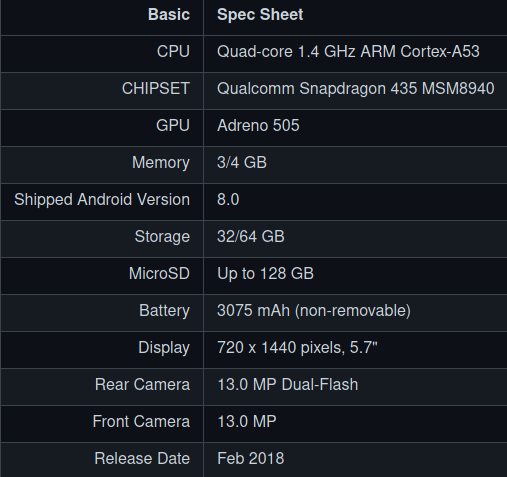 Basic Spec Sheet
CPU Quad-core 1.4 GHz ARM Cortex-A53
CHIPSET Qualcomm Snapdragon 435 MSM8940
GPU Adreno 505
Memory 3/4 GB
Shipped Android Version 8.0
Storage 32/64 GB
MicroSD Up to 128 GB
Battery 3075 mAh (non-removable)
Display 720 x 1440 pixels, 5.7"
Rear Camera 13.0 MP Dual-Flash
Front Camera 13.0 MP
Release Date Feb 2018